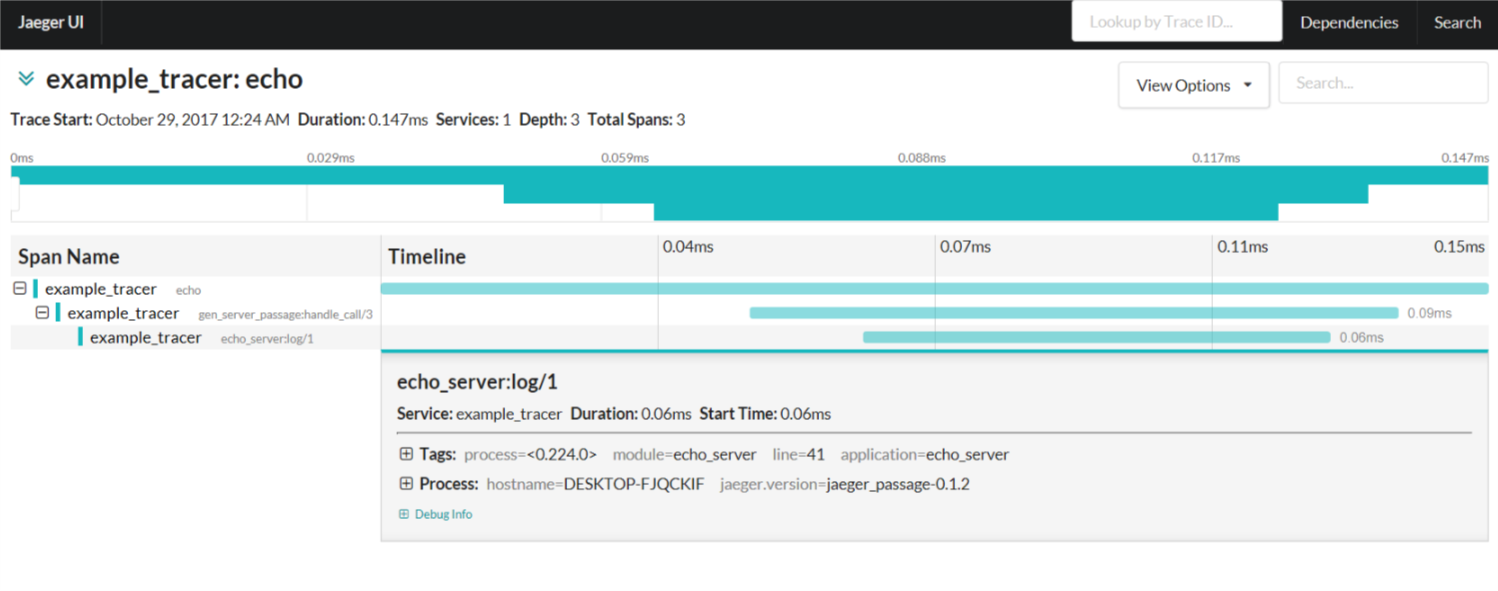 Jaeger UI Lookup by Trace ID... Dependencies Search
example_tracer: echo View Options Search...
Trace Start: October 29, 2017 12:24 AM Duration: 0.147ms Services: 1 Depth: 3 Total Spans: 3
0ms 0.029ms 0.059ms 0.088ms 0.117ms 0.147ms
Span Name Timeline 0.04ms 0.07ms 0.11ms 0.15ms
example_tracer echo
example_tracer gen_server_passage:handle_call/3 0.09ms
example_tracer echo_server:log/1 0.06ms
echo_server:log/1
Service: example_tracer Duration: 0.06ms Start Time: 0.06ms
Tags: process=<0.224.0> module=echo_server line=41 application=echo_server
Process: hostname=DESKTOP-FJQCKIF jaeger.version=jaeger_passage-0.1.2
Debug Info